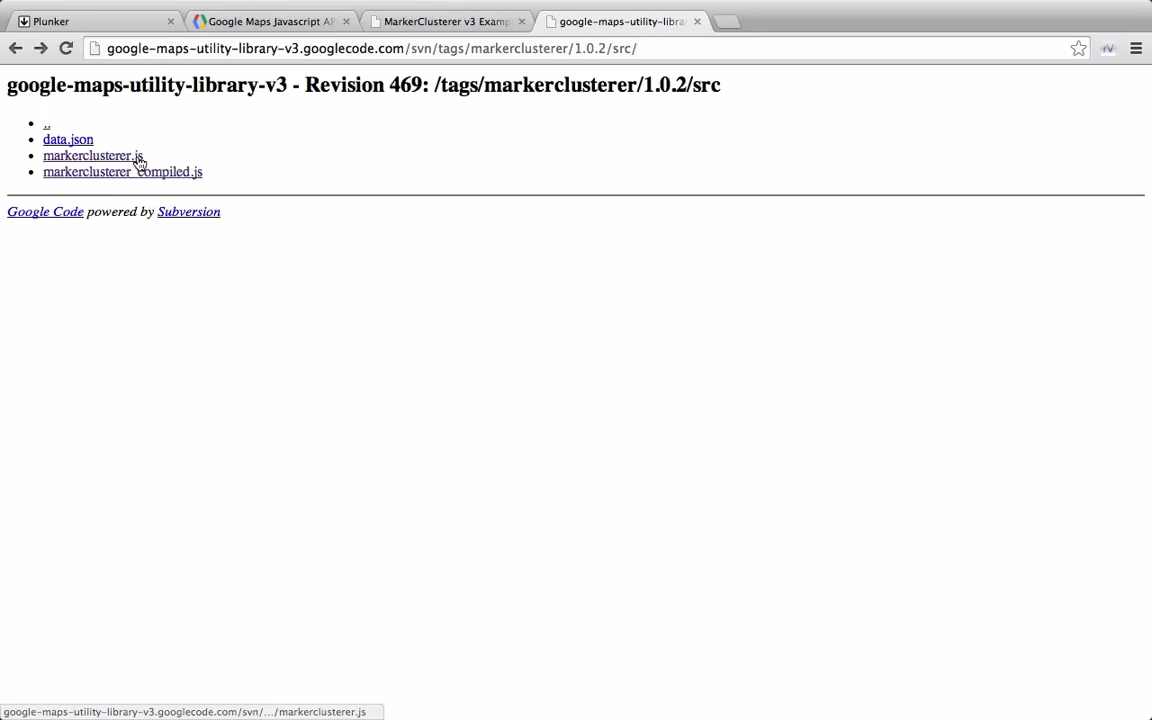 Plunker
Google Maps Javascript AP
MarkerClusterer v3 Examp
google-maps-utility-libra
google-maps-utility-library-v3.googlecode.com/svn/tags/markerclusterer/1.0.2/src/
google-maps-utility-library-v3 - Revision 469: /tags/markerclusterer/1.0.2/src
..
data.json
markerclusterer.js
markerclusterer_compiled.js
Google Code powered by Subversion
google-maps-utility-library-v3.googlecode.com/svn/.../markerclusterer.js